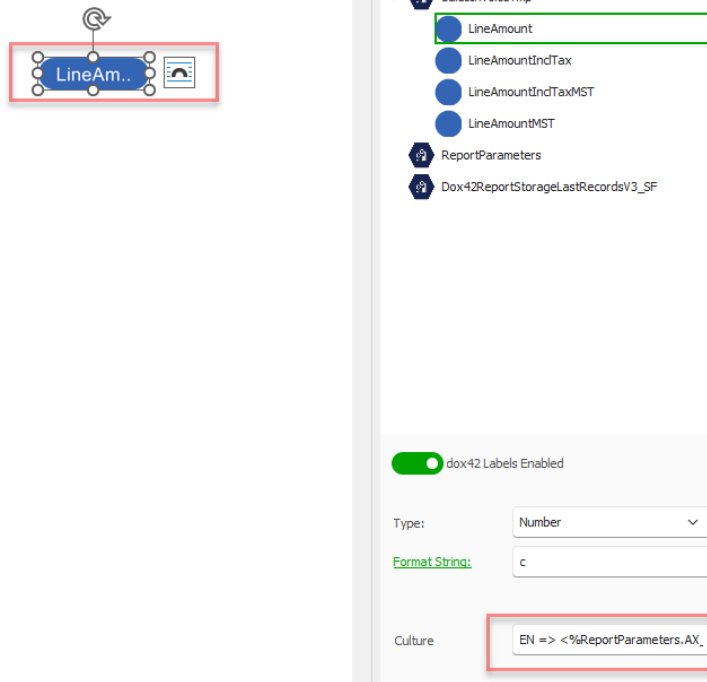 LineAm..
LineAmount
LineAmountInclTax
LineAmountInclTaxMST
LineAmountMST
ReportParameters
Dox42ReportStorageLastRecordsV3_SF
dox42 Labels Enabled
Type:
Number
Format String:
c
Culture
EN => <%ReportParameters.AX_